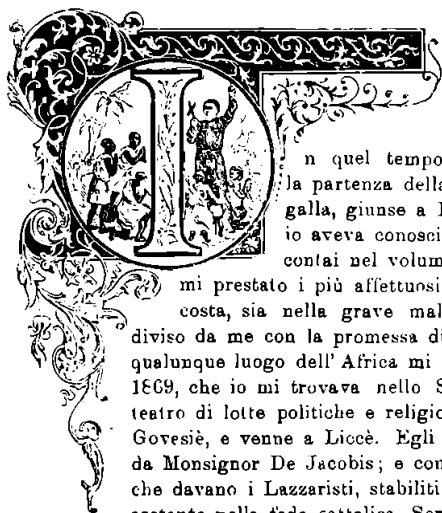 In quel tempo
la partenza della
galla, giunse a
io aveva conosci
contai nel volum
mi prestato i più affettuosi
costa, sia nella grave mal
diviso da me con la promessa di
qualunque luogo dell' Africa mi
1869, che io mi trovava nello S
teatro di lotte politiche e religio
Govesiè, e venne a Liccè. Egli
da Monsignor De Jacobis; e con
che davano i Lazzaristi, stabiliti
nella fede cattolica.